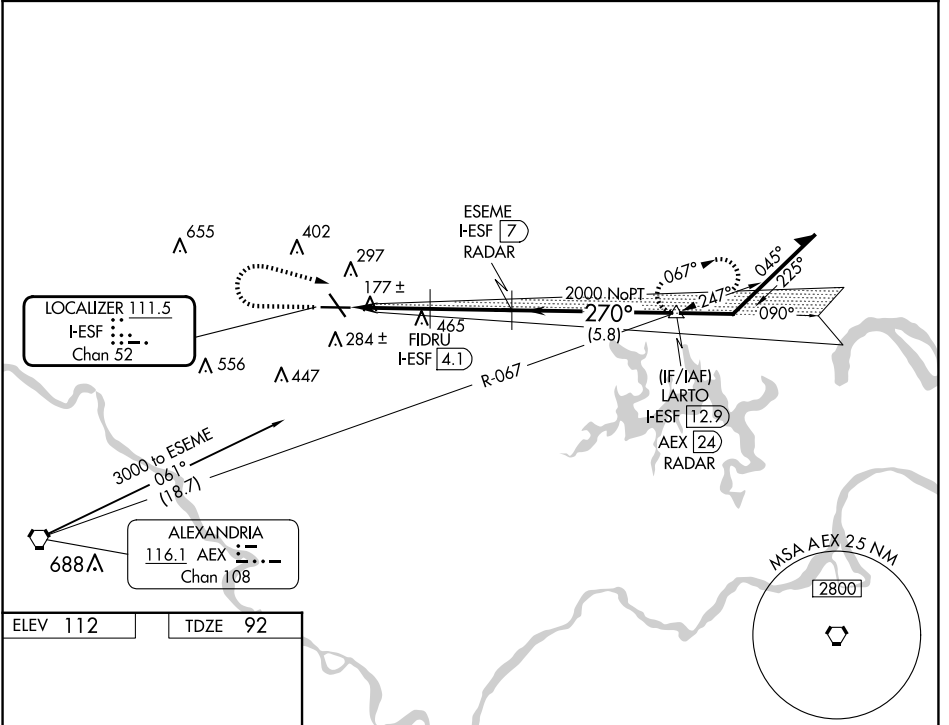 ESEME
I-ESF 7
RADAR
655
402
297
177 ±
2000 NoPT
067°
247°
045°
225°
270°
090°
(5.8)
LOCALIZER 111.5
I-ESF
Chan 52
465
FIDRU
I-ESF 4.1
284 ±
556
447
R-067
(IF/IAF)
LARTO
I-ESF 12.9
AEX 24
RADAR
3000 to ESEME
061°
(18.7)
ALEXANDRIA
116.1 AEX
Chan 108
688
MSA AEX 25 NM
2800
ELEV 112
TDZE 92